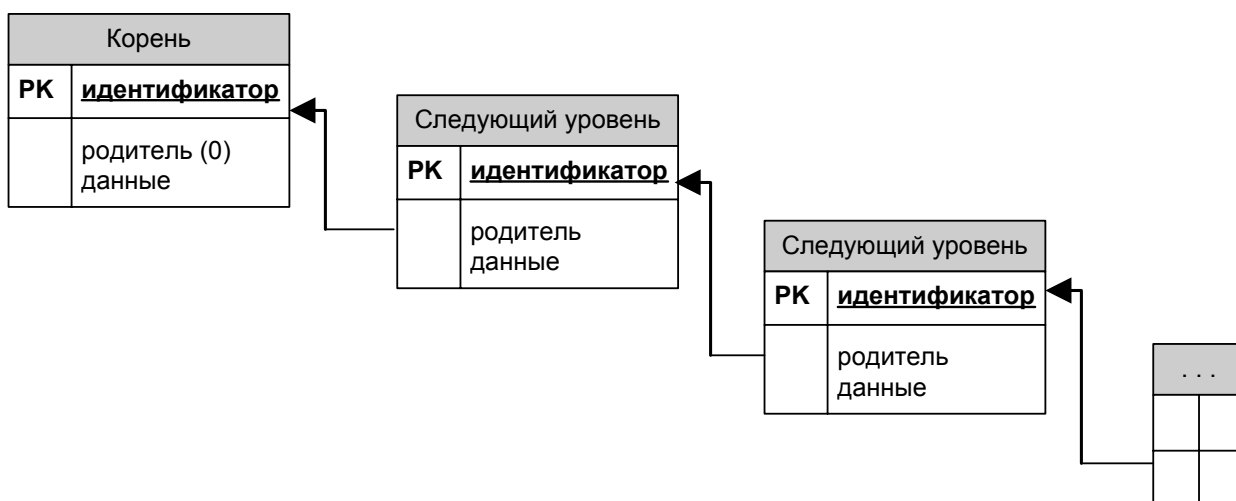 Корень
PK идентификатор
родитель (0)
данные
Следующий уровень
PK идентификатор
родитель
данные
Следующий уровень
PK идентификатор
родитель
данные
. . .